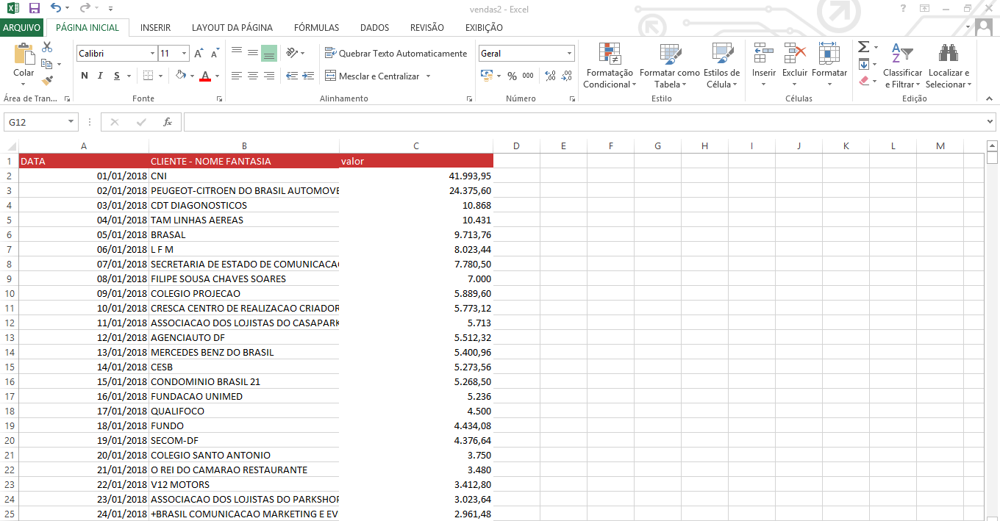 vendas2 - Excel
ARQUIVO PÁGINA INICIAL INSERIR LAYOUT DA PÁGINA FÓRMULAS DADOS REVISÃO EXIBIÇÃO
Colar
Área de Tran...
Calibri 11
N I S A
Fonte
Quebrar Texto Automaticamente
Mesclar e Centralizar
Alinhamento
Geral
% 000 ,00
Número
Formatação Condicional
Formatar como Tabela
Estilos de Célula
Estilo
Inserir Excluir Formatar
Células
Classificar e Filtrar
Localizar e Selecionar
Edição
G12 fx
A B C D E F G H I J K L M
1 DATA CLIENTE - NOME FANTASIA valor
2 01/01/2018 CNI 41.993,95
3 02/01/2018 PEUGEOT-CITROEN DO BRASIL AUTOMOVE 24.375,60
4 03/01/2018 CDT DIAGONOSTICOS 10.868
5 04/01/2018 TAM LINHAS AEREAS 10.431
6 05/01/2018 BRASAL 9.713,76
7 06/01/2018 L F M 8.023,44
8 07/01/2018 SECRETARIA DE ESTADO DE COMUNICACAO 7.780,50
9 08/01/2018 FILIPE SOUSA CHAVES SOARES 7.000
10 09/01/2018 COLEGIO PROJECAO 5.889,60
11 10/01/2018 CRESCA CENTRO DE REALIZACAO CRIADOR 5.773,12
12 11/01/2018 ASSOCIACAO DOS LOJISTAS DO CASAPARK 5.713
13 12/01/2018 AGENCIAUTO DF 5.512,32
14 13/01/2018 MERCEDES BENZ DO BRASIL 5.400,96
15 14/01/2018 CESB 5.273,56
16 15/01/2018 CONDOMINIO BRASIL 21 5.268,50
17 16/01/2018 FUNDACAO UNIMED 5.236
18 17/01/2018 QUALIFOCO 4.500
19 18/01/2018 FUNDO 4.434,08
20 19/01/2018 SECOM-DF 4.376,64
21 20/01/2018 COLEGIO SANTO ANTONIO 3.750
22 21/01/2018 O REI DO CAMARAO RESTAURANTE 3.480
23 22/01/2018 V12 MOTORS 3.412,80
24 23/01/2018 ASSOCIACAO DOS LOJISTAS DO PARKSHOP 3.023,64
25 24/01/2018 +BRASIL COMUNICACAO MARKETING E EV 2.961,48